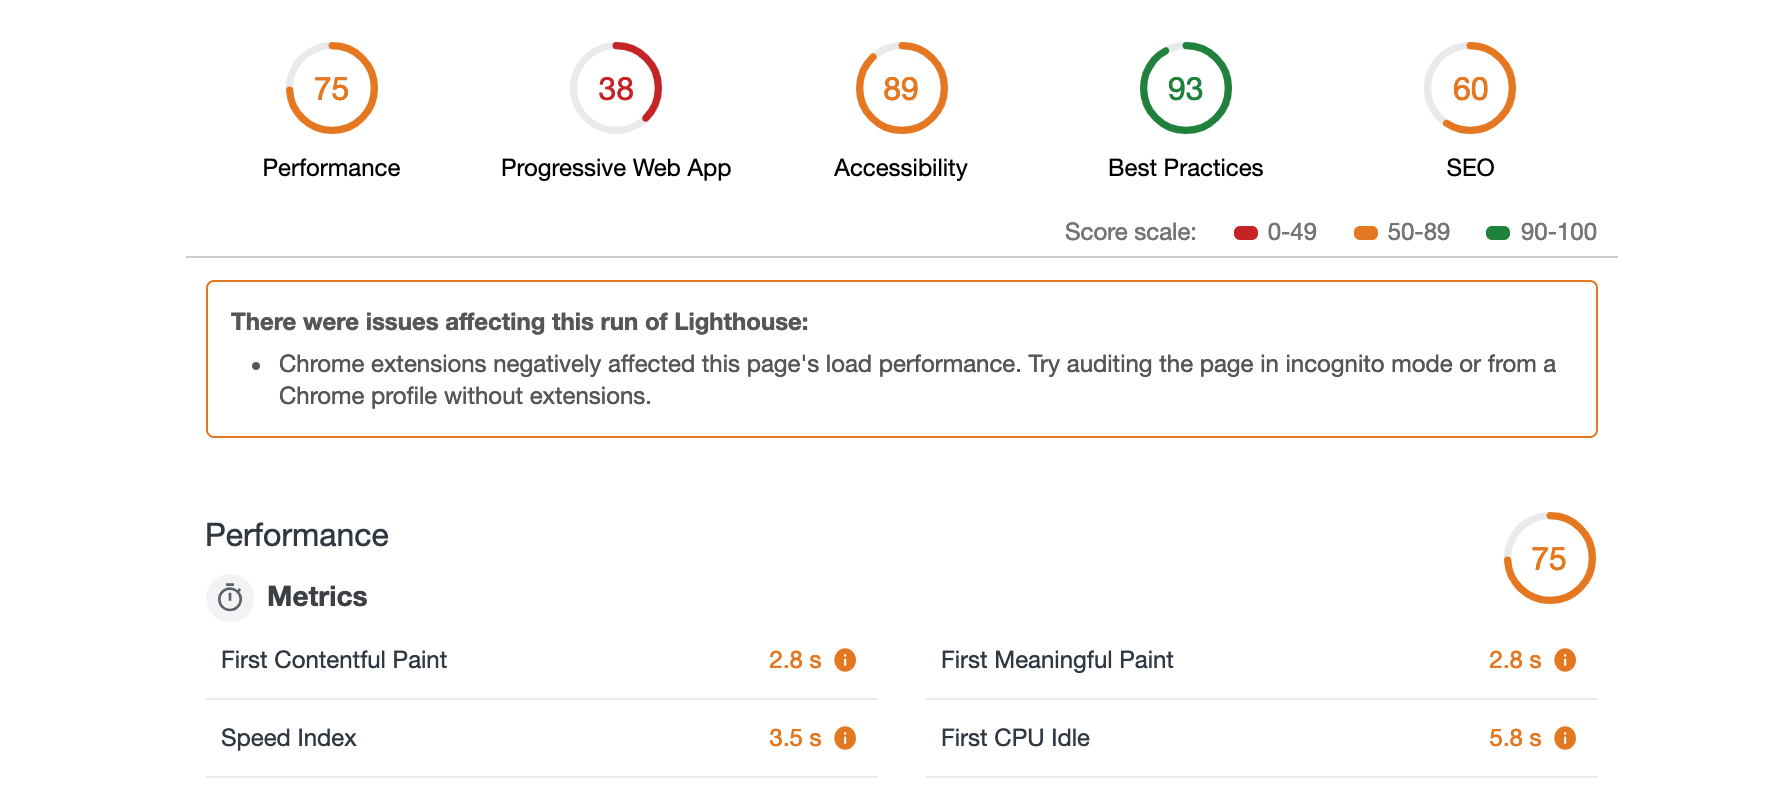 75
38
89
93
60
Performance
Progressive Web App
Accessibility
Best Practices
SEO
Score scale: 0-49 50-89 90-100
There were issues affecting this run of Lighthouse:
• Chrome extensions negatively affected this page's load performance. Try auditing the page in incognito mode or from a
Chrome profile without extensions.
Performance
75
Metrics
First Contentful Paint 2.8 s
First Meaningful Paint 2.8 s
Speed Index 3.5 s
First CPU Idle 5.8 s